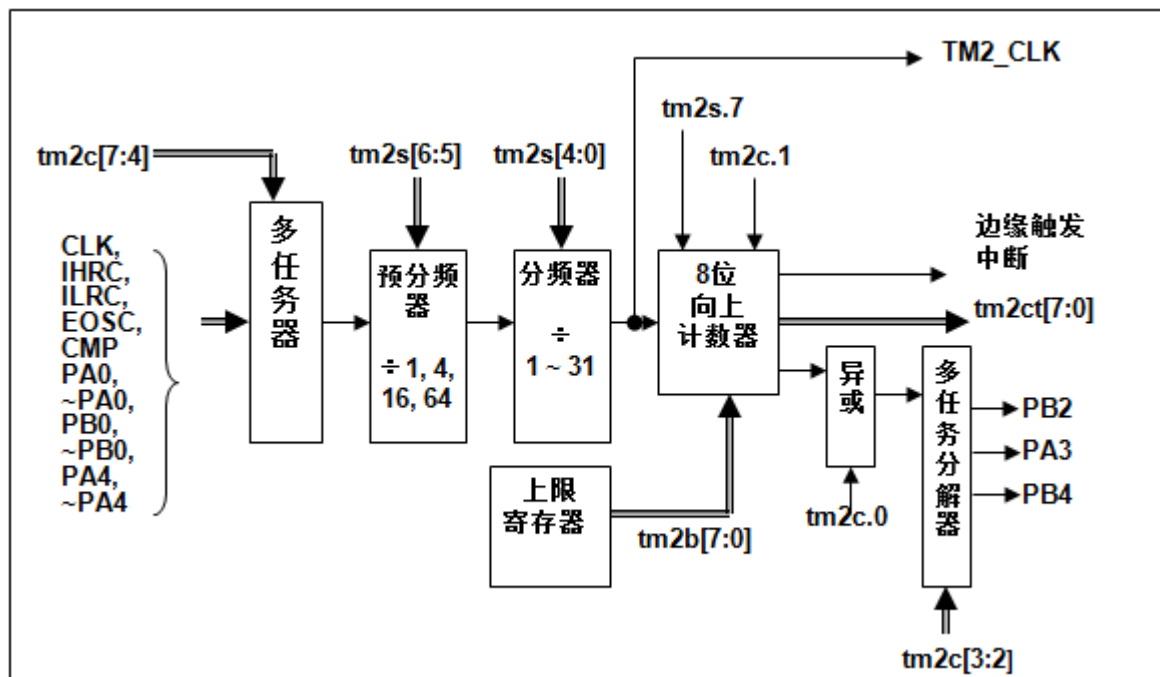 TM2_CLK
tm2s.7
tm2c[7:4]
tm2s[6:5]
tm2s[4:0]
tm2c.1
多
任
务
器
CLK,
IHRC,
ILRC,
EOSC,
CMP
PA0,
~PA0,
PB0,
~PB0,
PA4,
~PA4
预分频
器
÷ 1, 4,
16, 64
分频器
÷
1 ~ 31
8位
向上
计数器
边缘触发
中断
tm2ct[7:0]
异
或
多
任
务
分
解
器
PB2
PA3
PB4
上限
寄存器
tm2b[7:0]
tm2c.0
tm2c[3:2]